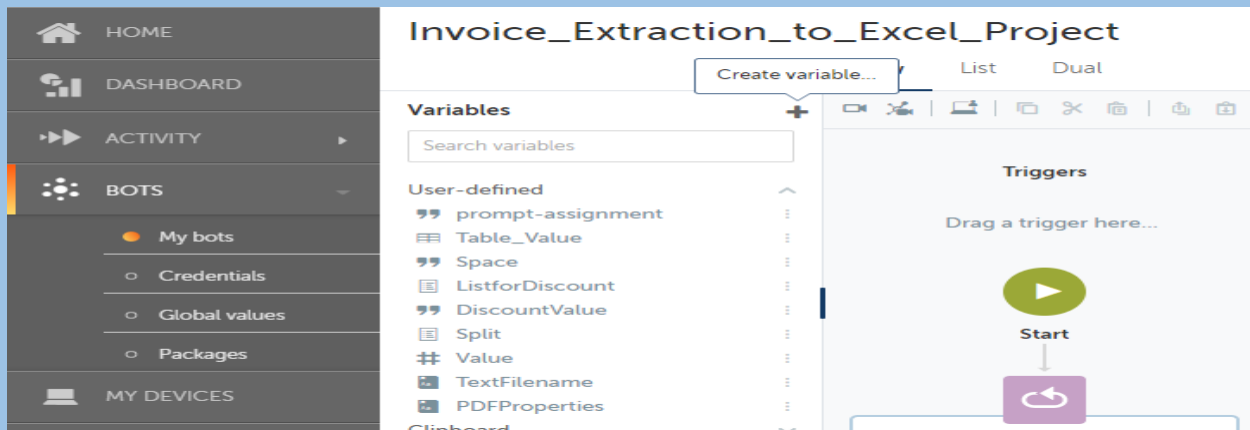 HOME
DASHBOARD
ACTIVITY
BOTS
My bots
Credentials
Global values
Packages
MY DEVICES
Invoice_Extraction_to_Excel_Project
Create variable...
List
Dual
Variables
Search variables
User-defined
prompt-assignment
Table_Value
Space
ListforDiscount
DiscountValue
Split
Value
TextFilename
PDFProperties
Clipboard
Triggers
Drag a trigger here...
Start